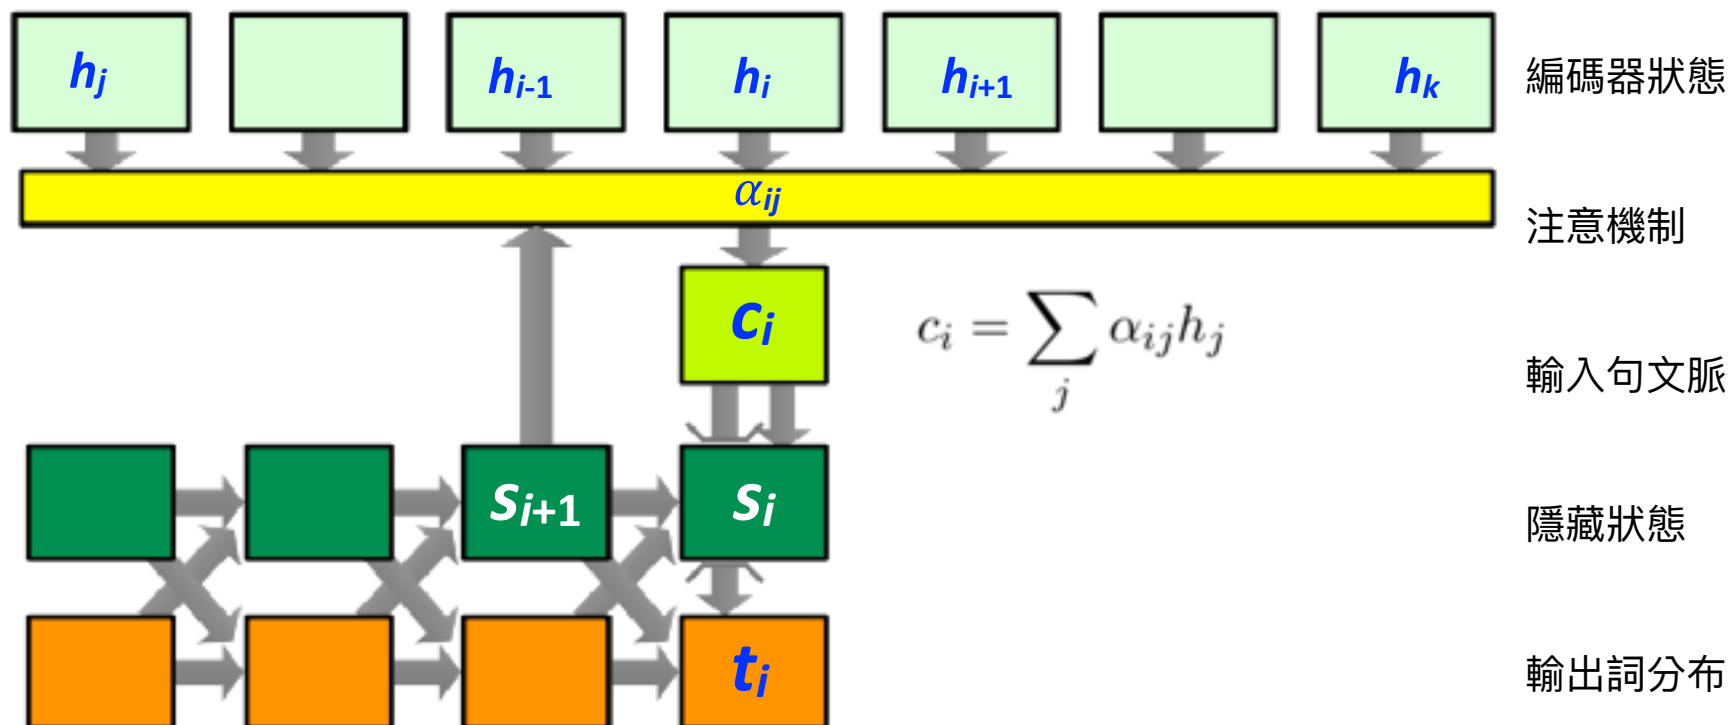 hj hi-1 hi hi+1 hk 編碼器狀態
αij
注意機制
ci
ci = ∑j αijhj
輸入句文脈
si+1 si 隱藏狀態
ti 輸出詞分布